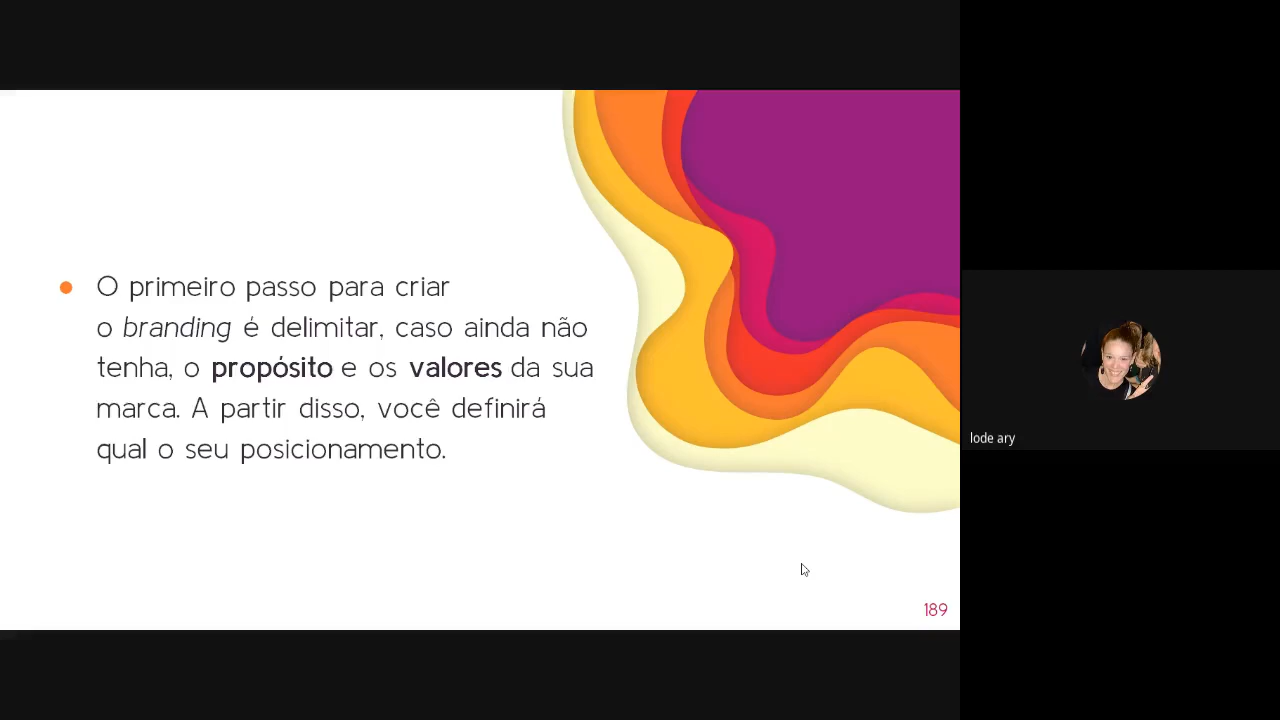 O primeiro passo para criar
o branding é delimitar, caso ainda não
tenha, o propósito e os valores da sua
marca. A partir disso, você definirá
qual o seu posicionamento.
189
lode ary